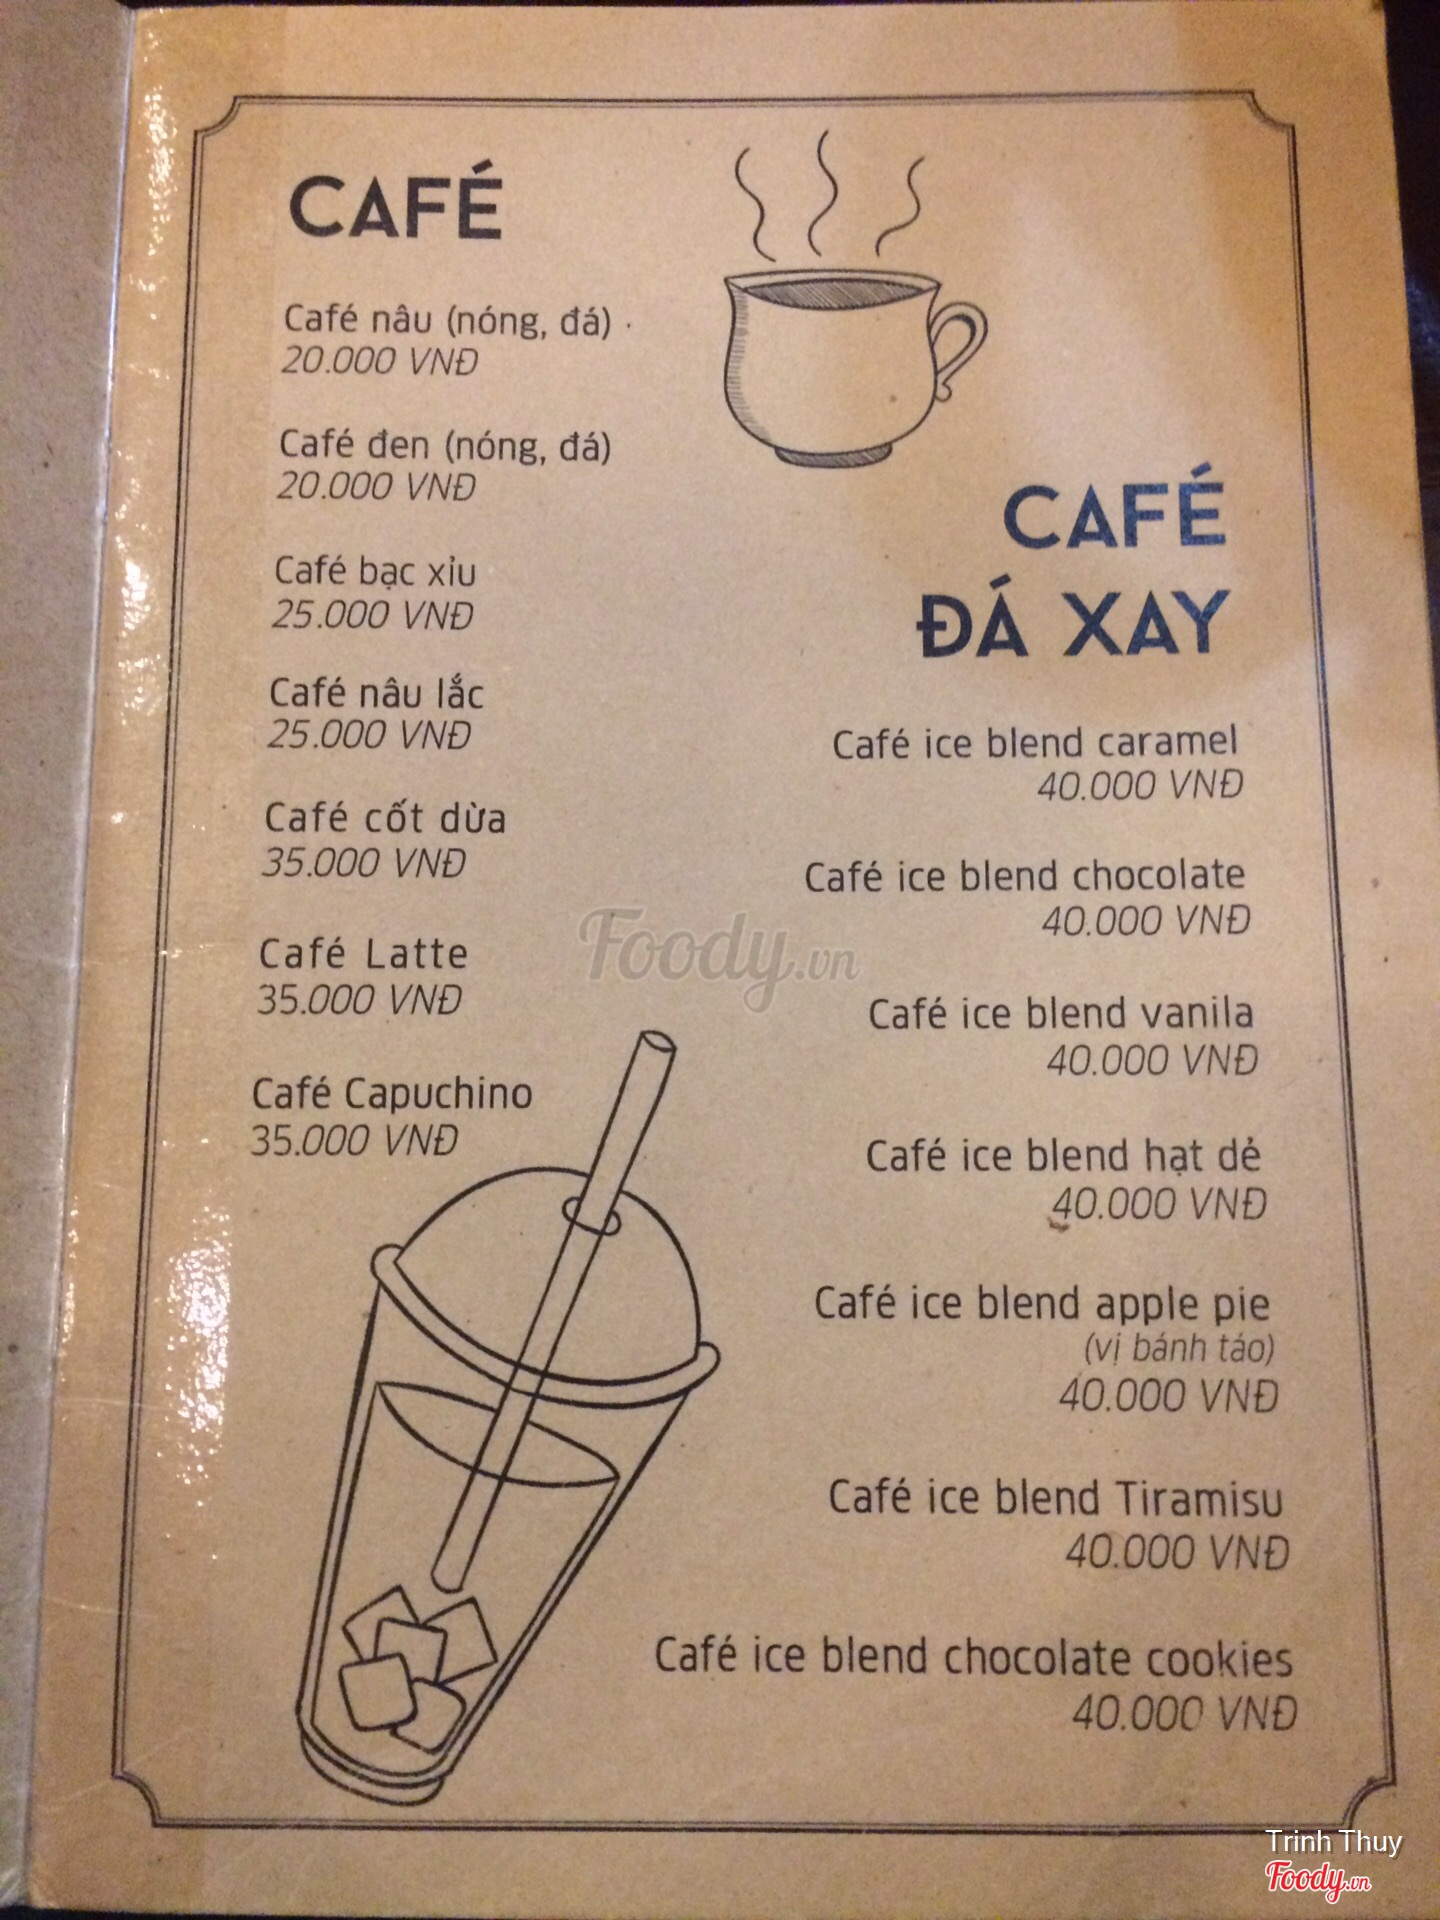 CAFÉ
Café nâu (nóng, đá)
20.000 VNĐ
Café đen (nóng, đá)
20.000 VNĐ
Café bạc xỉu
25.000 VNĐ
Café nâu lắc
25.000 VNĐ
Café cốt dừa
35.000 VNĐ
Café Latte
35.000 VNĐ
Café Capuchino
35.000 VNĐ
CAFÉ
ĐÁ XAY
Café ice blend caramel
40.000 VNĐ
Café ice blend chocolate
40.000 VNĐ
Café ice blend vanila
40.000 VNĐ
Café ice blend hạt dẻ
40.000 VNĐ
Café ice blend apple pie
(vị bánh táo)
40.000 VNĐ
Café ice blend Tiramisu
40.000 VNĐ
Café ice blend chocolate cookies
40.000 VNĐ
Foody.vn
Trinh Thuy
Foody.vn